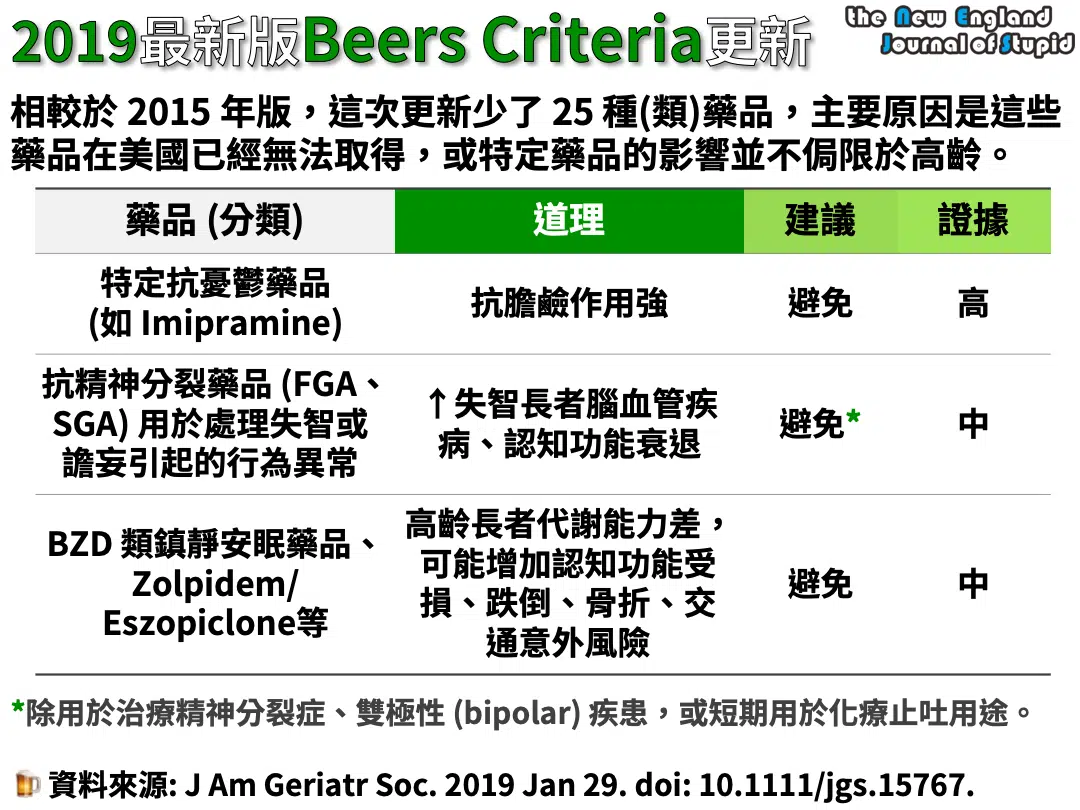 2019最新版Beers Criteria更新
the New England
Journal of Stupid
相較於 2015 年版，這次更新少了 25 種(類)藥品，主要原因是這些
藥品在美國已經無法取得，或特定藥品的影響並不侷限於高齡。
藥品 (分類)
道理
建議
證據
特定抗憂鬱藥品
(如 Imipramine)
抗膽鹼作用強
避免
高
抗精神分裂藥品 (FGA、
SGA) 用於處理失智或
譫妄引起的行為異常
↑失智長者腦血管疾
病、認知功能衰退
避免*
中
BZD 類鎮靜安眠藥品、
Zolpidem/
Eszopiclone等
高齡長者代謝能力差，
可能增加認知功能受
損、跌倒、骨折、交
通意外風險
避免
中
*除用於治療精神分裂症、雙極性 (bipolar) 疾患，或短期用於化療止吐用途。
🍺 資料來源: J Am Geriatr Soc. 2019 Jan 29. doi: 10.1111/jgs.15767.